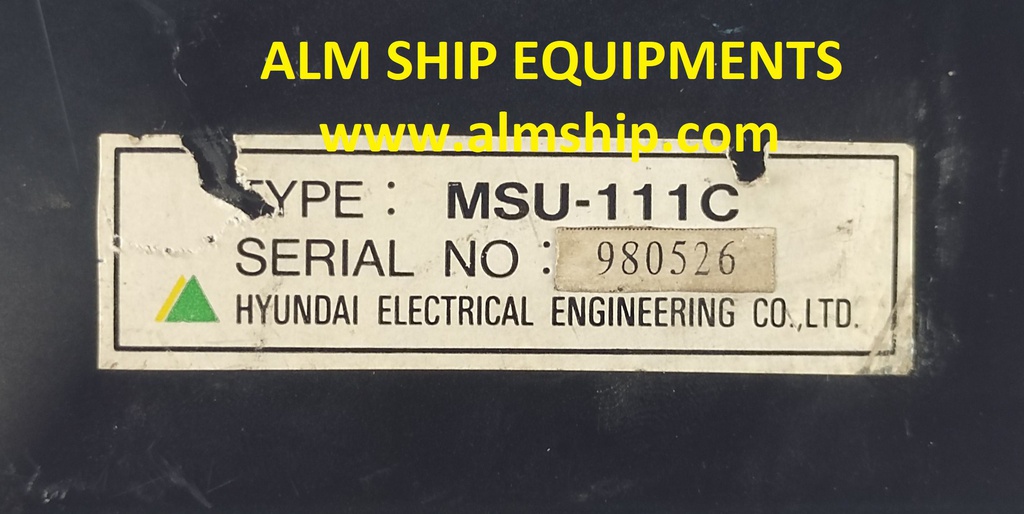 ALM SHIP EQUIPMENTS
www.almship.com
TYPE : MSU-111C
SERIAL NO : 980526
HYUNDAI ELECTRICAL ENGINEERING CO.,LTD.